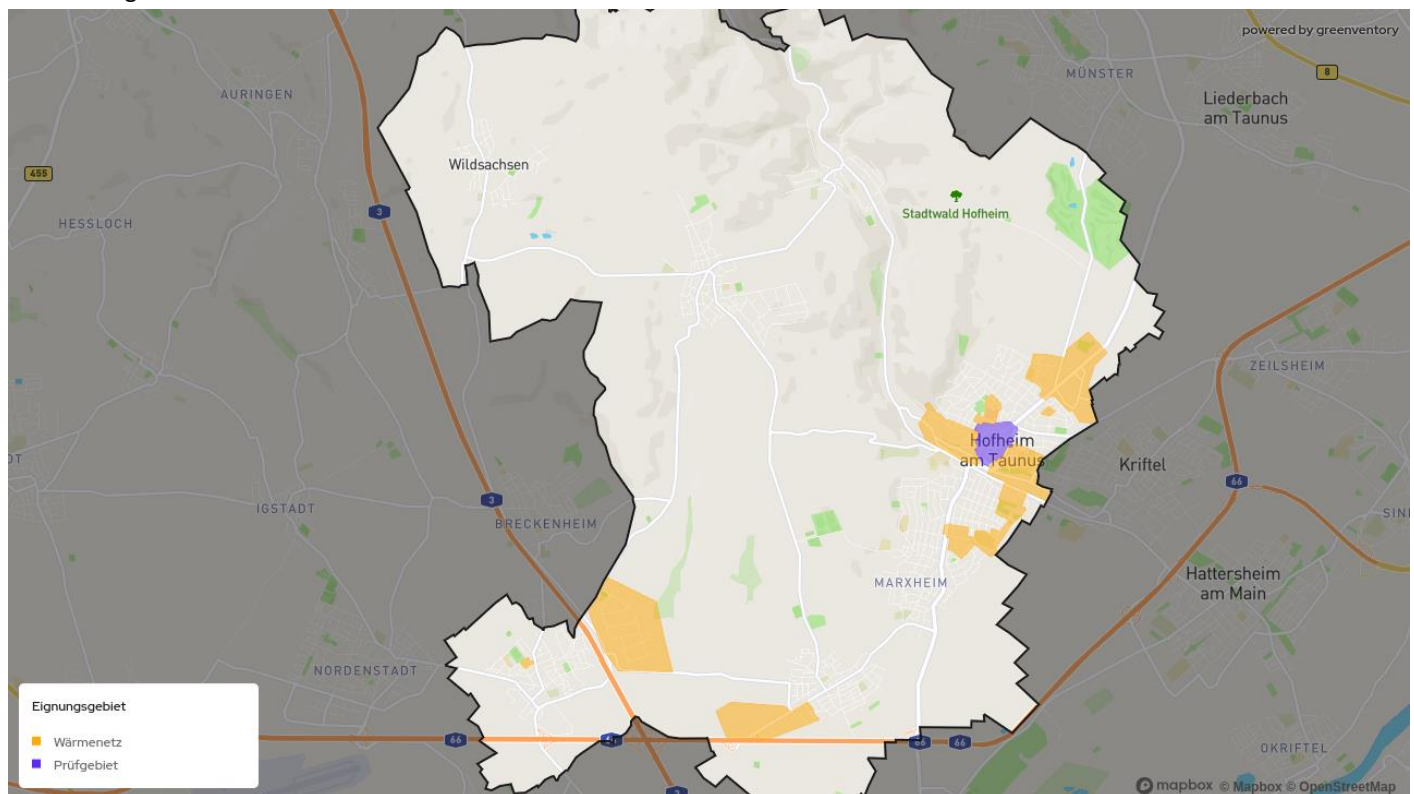 powered by greenventory
MÜNSTER
8
AURINGEN
Liederbach
am Taunus
Wildsachsen
455
3
Stadtwald Hofheim
HESSLOCH
ZEILSHEIM
Hofheim
am Taunus
Kriftel
66
3
IGSTADT
BRECKENHEIM
Hattersheim
am Main
MARXHEIM
NORDENSTADT
Eignungsgebiet
Wärmenetz
Prüfgebiet
66
66
66
OKRIFTEL
mapbox © Mapbox © OpenStreetMap